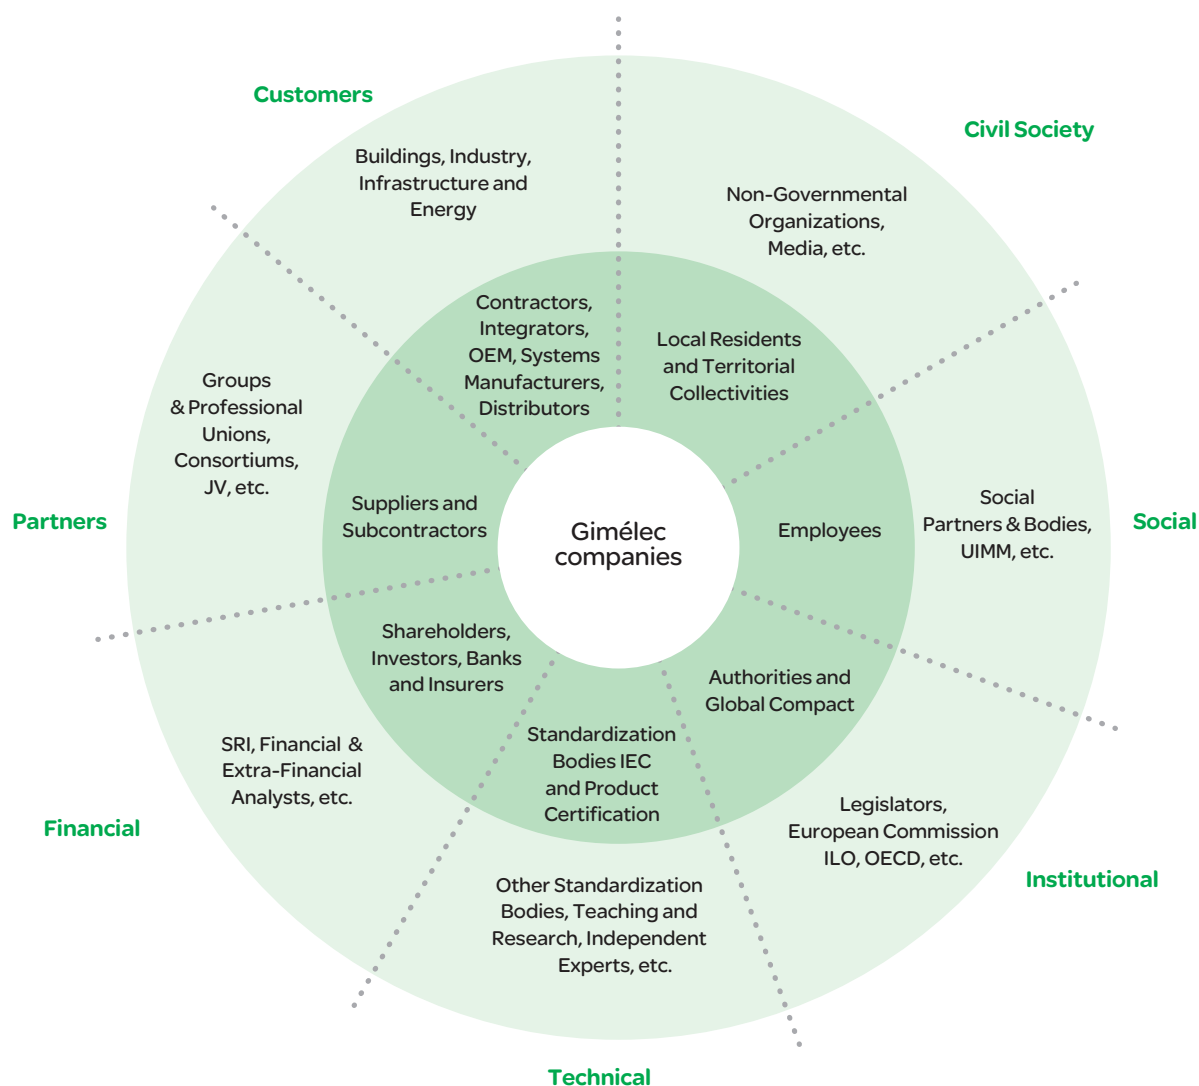 Customers
Buildings, Industry,
Infrastructure and
Energy
Contractors,
Integrators,
OEM, Systems
Manufacturers,
Distributors
Civil Society
Non-Governmental
Organizations,
Media, etc.
Local Residents
and Territorial
Collectivities
Social
Social
Partners & Bodies,
UIMM, etc.
Employees
Institutional
Legislators,
European Commission
ILO, OECD, etc.
Authorities and
Global Compact
Technical
Other Standardization
Bodies, Teaching and
Research, Independent
Experts, etc.
Standardization
Bodies IEC
and Product
Certification
Financial
SRI, Financial &
Extra-Financial
Analysts, etc.
Shareholders,
Investors, Banks
and Insurers
Partners
Groups
& Professional
Unions,
Consortiums,
JV, etc.
Suppliers and
Subcontractors
Gimélec
companies